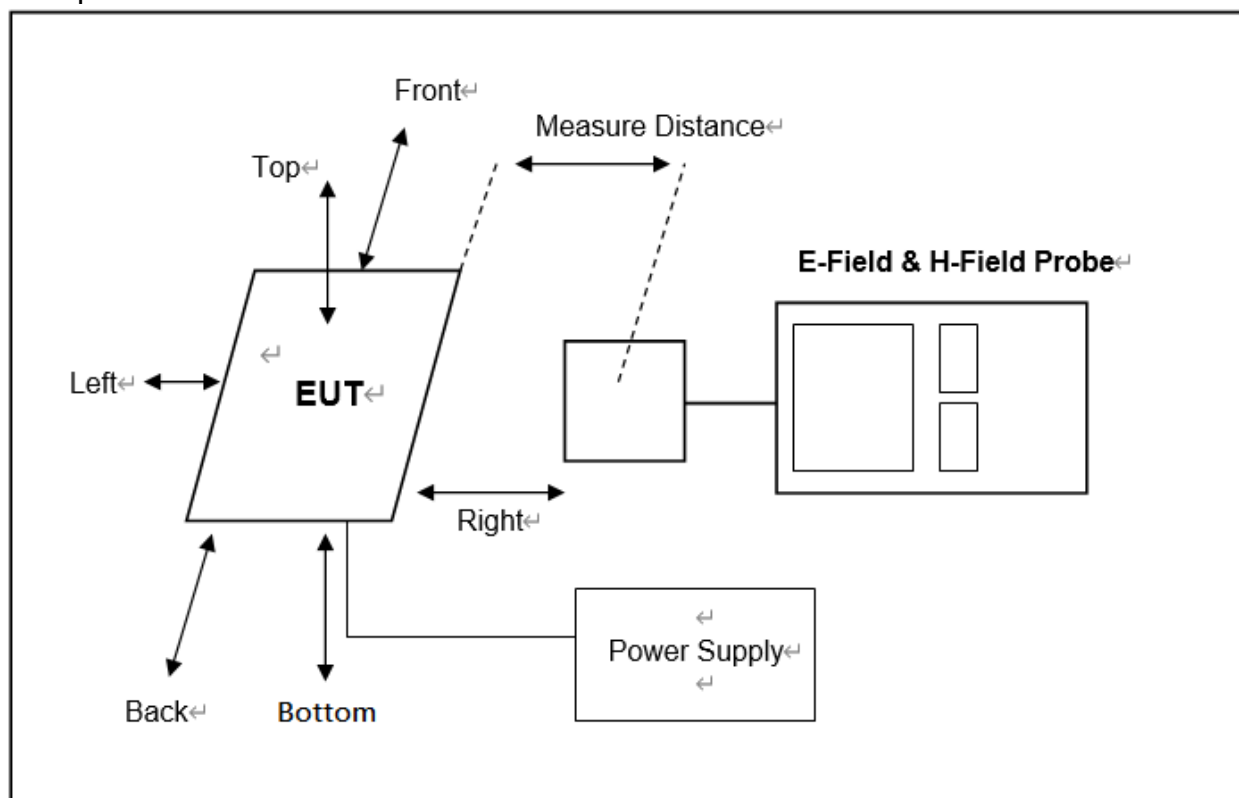 Front
Measure Distance
Top
E-Field & H-Field Probe
Left
EUT
Right
Power Supply
Back
Bottom